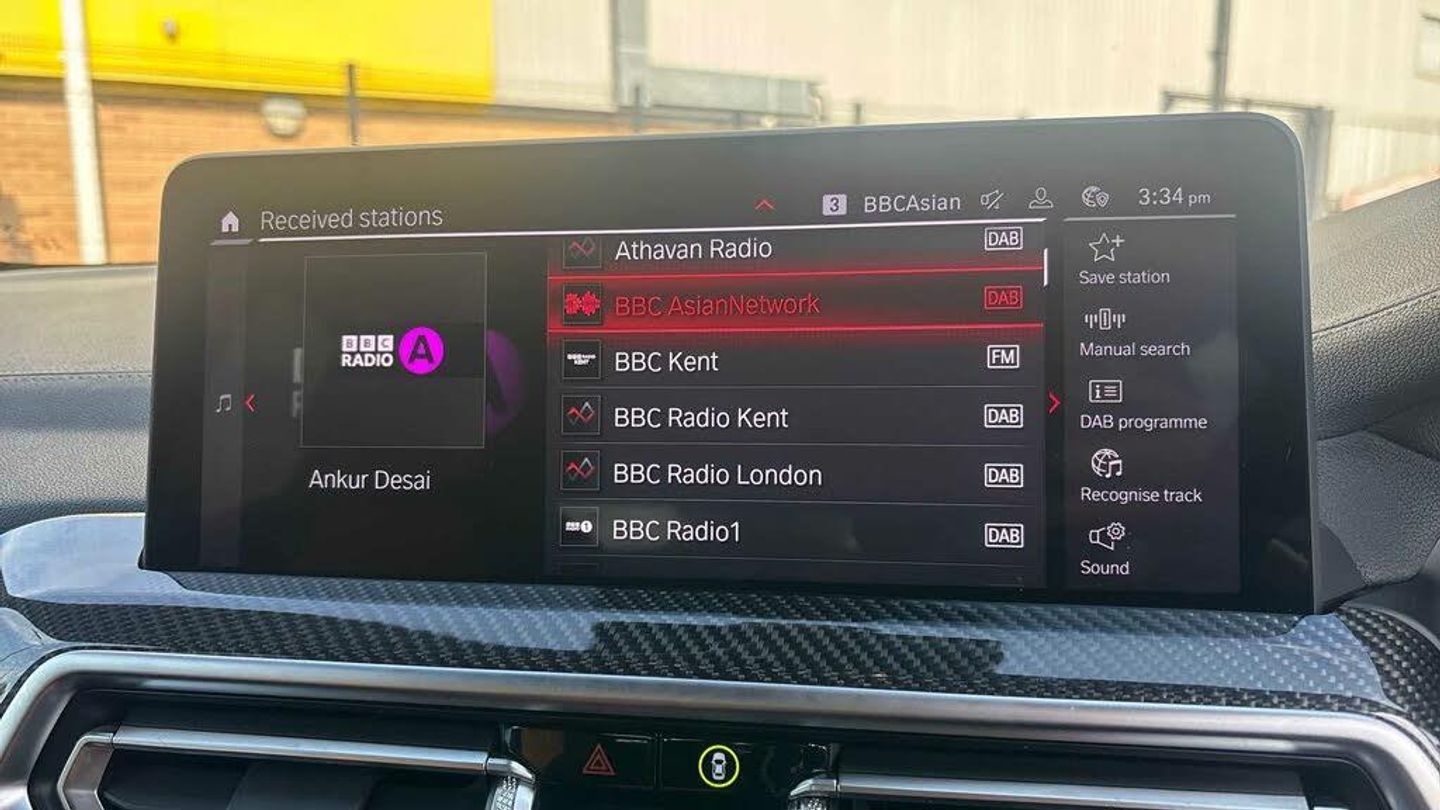 Received stations
3 BBCAsian
3:34 pm
BBC
RADIO A
Ankur Desai
Athavan Radio DAB
BBC AsianNetwork DAB
BBC Kent FM
BBC Radio Kent DAB
BBC Radio London DAB
BBC Radio1 DAB
Save station
Manual search
DAB programme
Recognise track
Sound